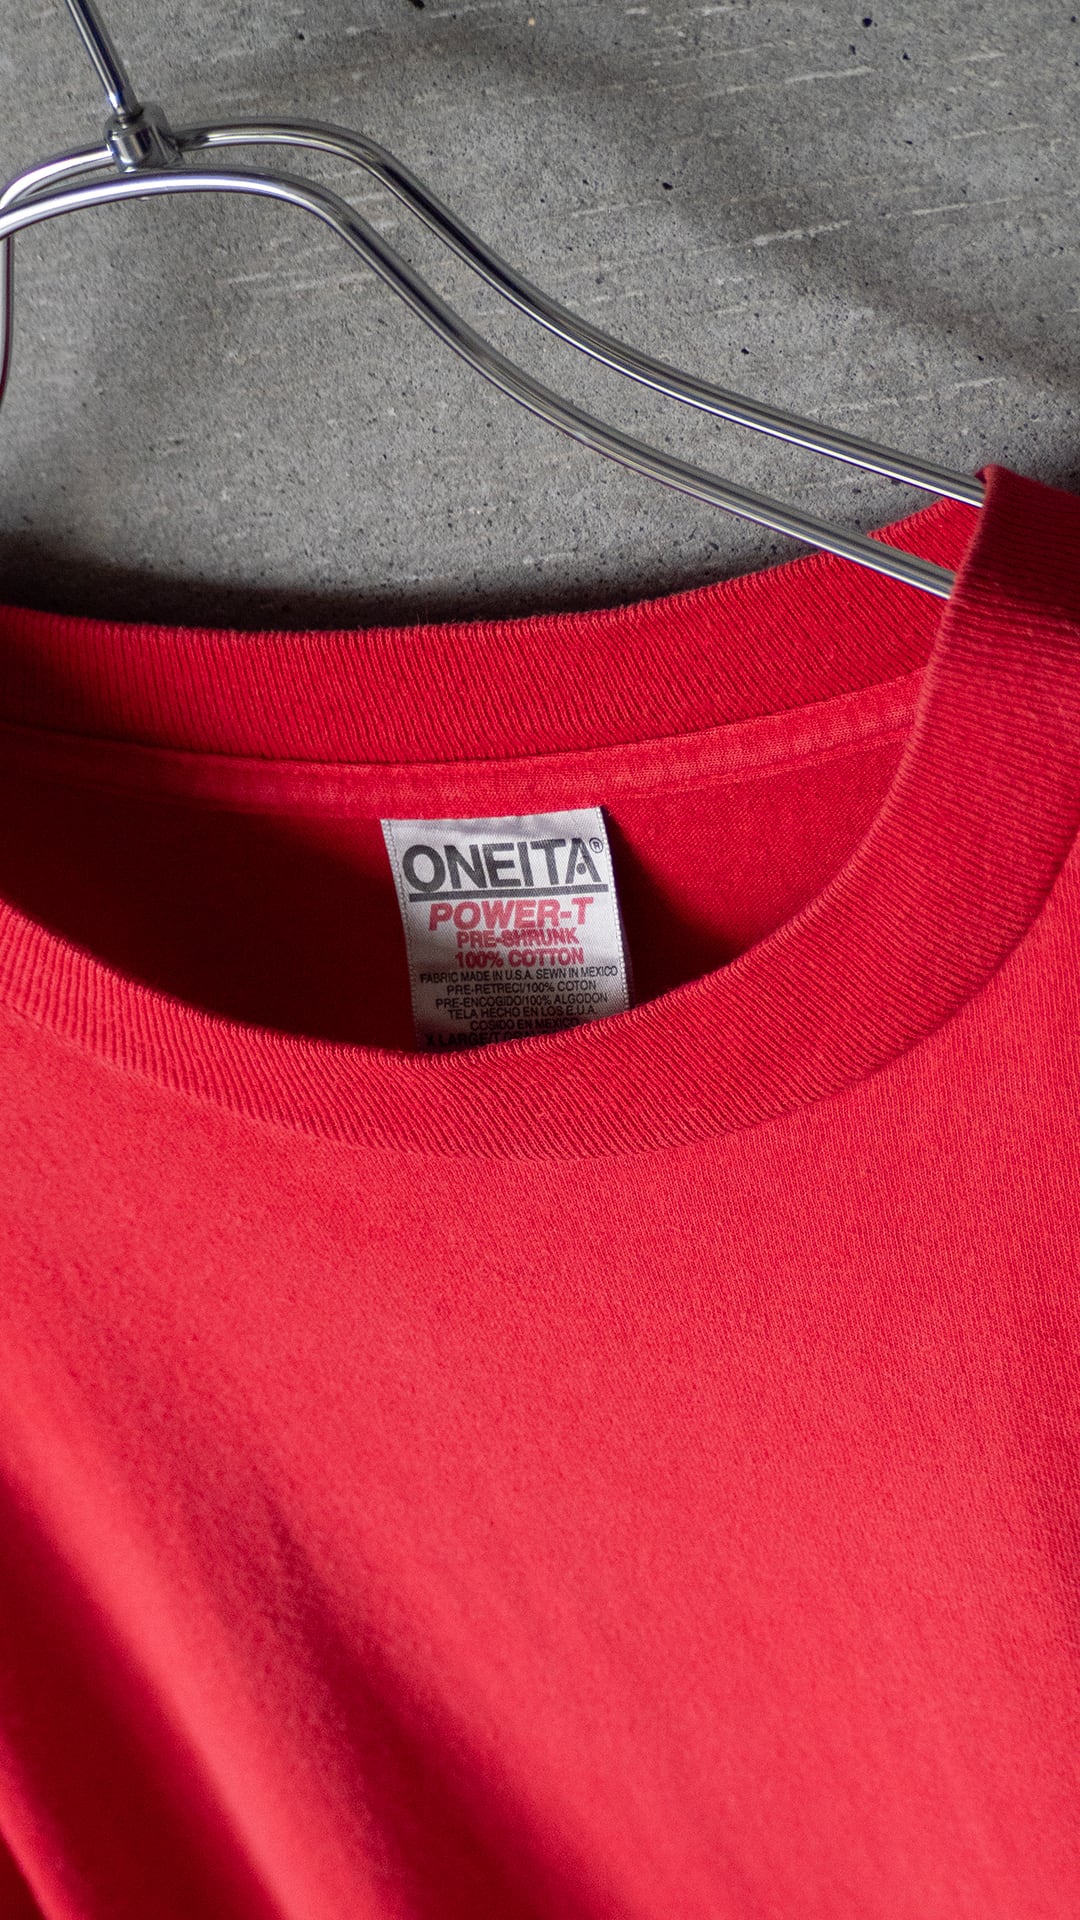 ONEITA®
POWER-T
PRE-SHRUNK
100% COTTON
FABRIC MADE IN U.S.A. SEWN IN MEXICO
PRE-RETRECI/100% COTON
PRE-ENCOGIDO/100% ALGODON
TELA HECHO EN LOS E.U.A.
COSIDO EN MEXICO
X LARGE